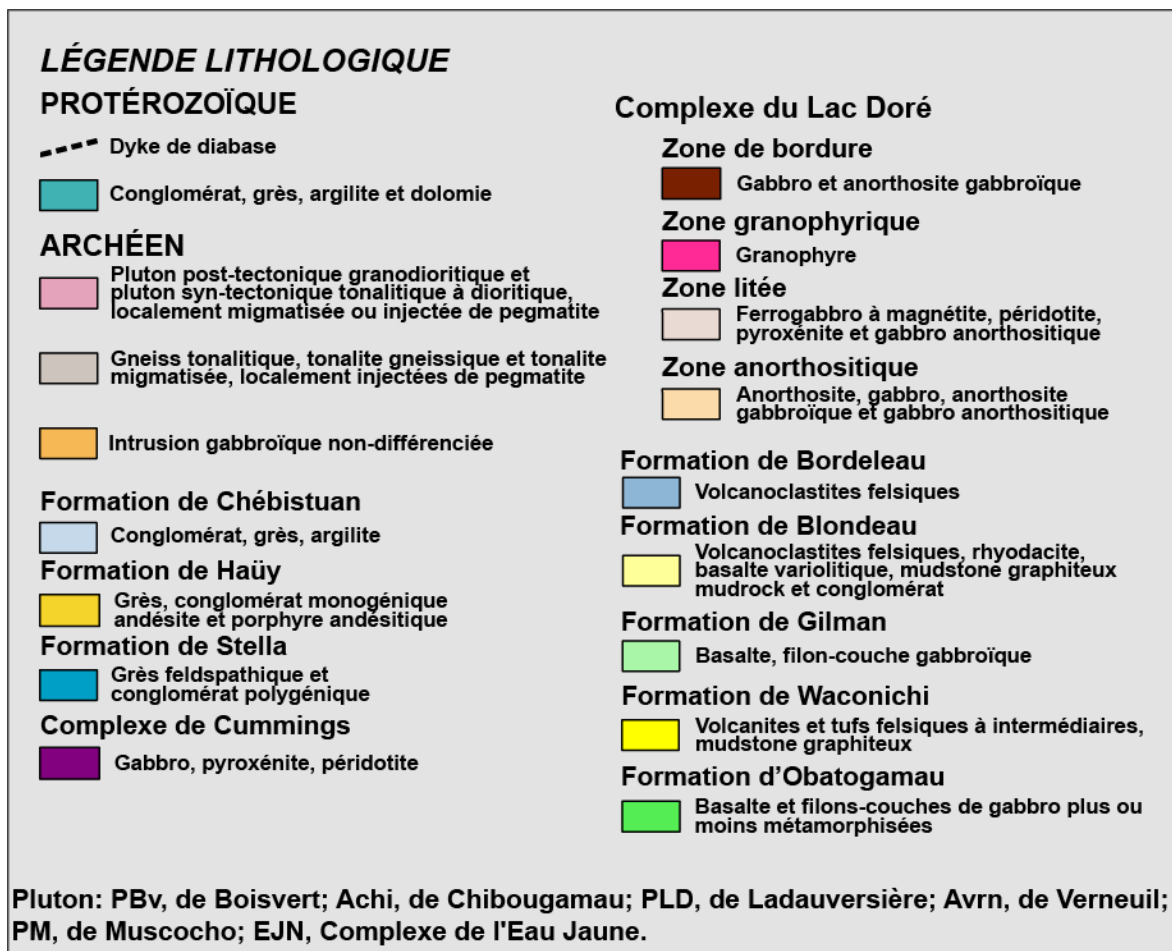 LÉGENDE LITHOLOGIQUE
PROTÉROZOÏQUE
Dyke de diabase
Conglomérat, grès, argilite et dolomie
ARCHÉEN
Pluton post-tectonique granodioritique et
pluton syn-tectonique tonalitique à dioritique,
localement migmatisée ou injectée de pegmatite
Gneiss tonalitique, tonalite gneissique et tonalite
migmatisée, localement injectées de pegmatite
Intrusion gabbroïque non-différenciée
Formation de Chébistuan
Conglomérat, grès, argilite
Formation de Haüy
Grès, conglomérat monogénique
andésite et porphyre andésitique
Formation de Stella
Grès feldspathique et
conglomérat polygénique
Complexe de Cummings
Gabbro, pyroxénite, péridotite
Complexe du Lac Doré
Zone de bordure
Gabbro et anorthosite gabbroïque
Zone granophyrique
Granophyre
Zone litée
Ferrogabbro à magnétite, péridotite,
pyroxénite et gabbro anorthositique
Zone anorthositique
Anorthosite, gabbro, anorthosite
gabbroïque et gabbro anorthositique
Formation de Bordeleau
Volcanoclastites felsiques
Formation de Blondeau
Volcanoclastites felsiques, rhyodacite,
basalte variolitique, mudstone graphiteux
mudrock et conglomérat
Formation de Gilman
Basalte, filon-couche gabbroïque
Formation de Waconichi
Volcanites et tufs felsiques à intermédiaires,
mudstone graphiteux
Formation d'Obatogamau
Basalte et filons-couches de gabbro plus ou
moins métamorphisées
Pluton: PBv, de Boisvert; Achi, de Chibougamau; PLD, de Ladauversière; Avrn, de Verneuil;
PM, de Muscocho; EJN, Complexe de l'Eau Jaune.